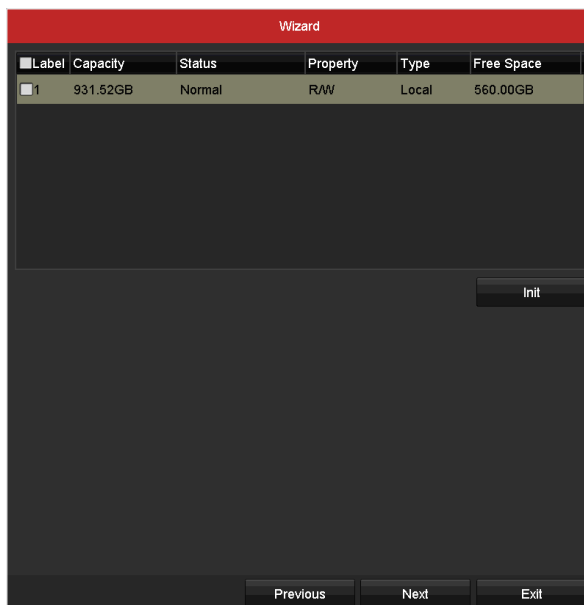 Wizard
Label Capacity Status Property Type Free Space
1 931.52GB Normal R/W Local 560.00GB
Init
Previous Next Exit